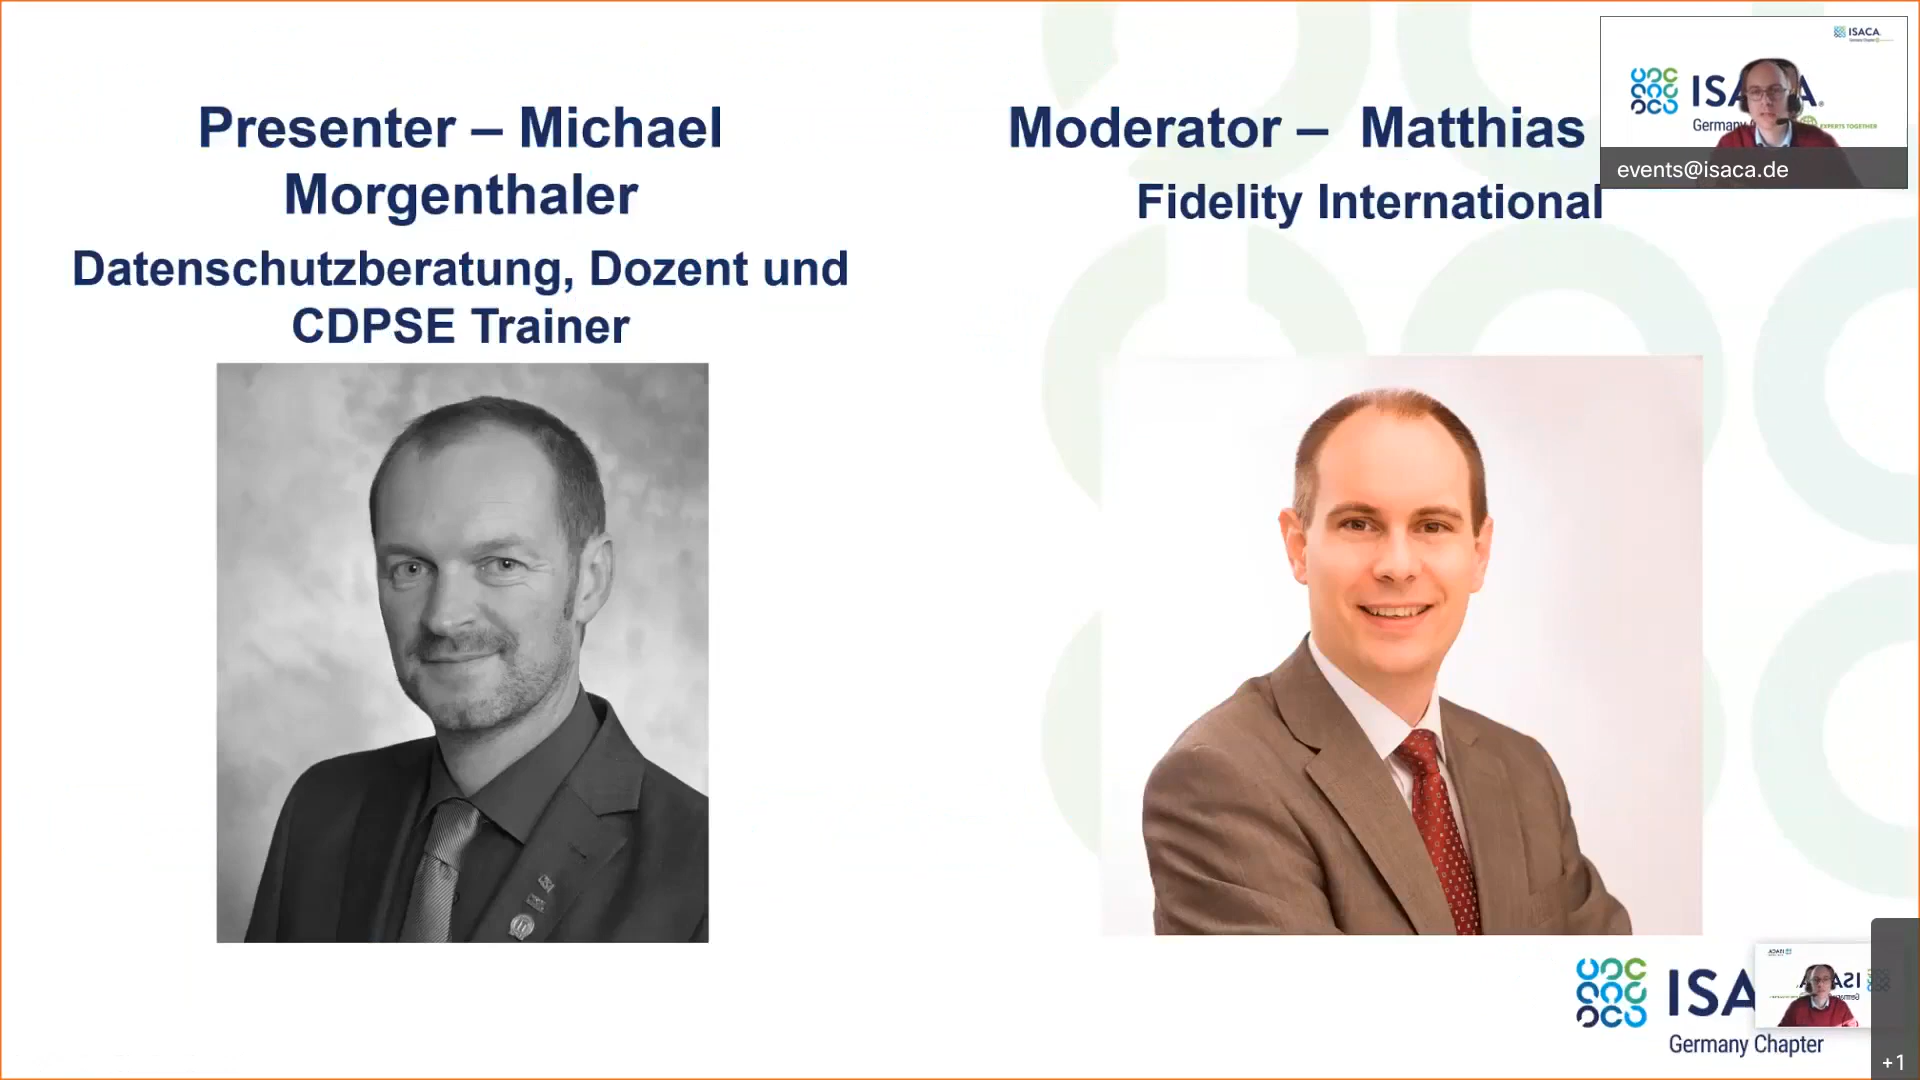 Presenter – Michael
Morgenthaler
Datenschutzberatung, Dozent und
CDPSE Trainer
Moderator – Matthias
Fidelity International
ISACA
Germany
EXPERTS TOGETHER
events@isaca.de
ISA
Germany Chapter
+1